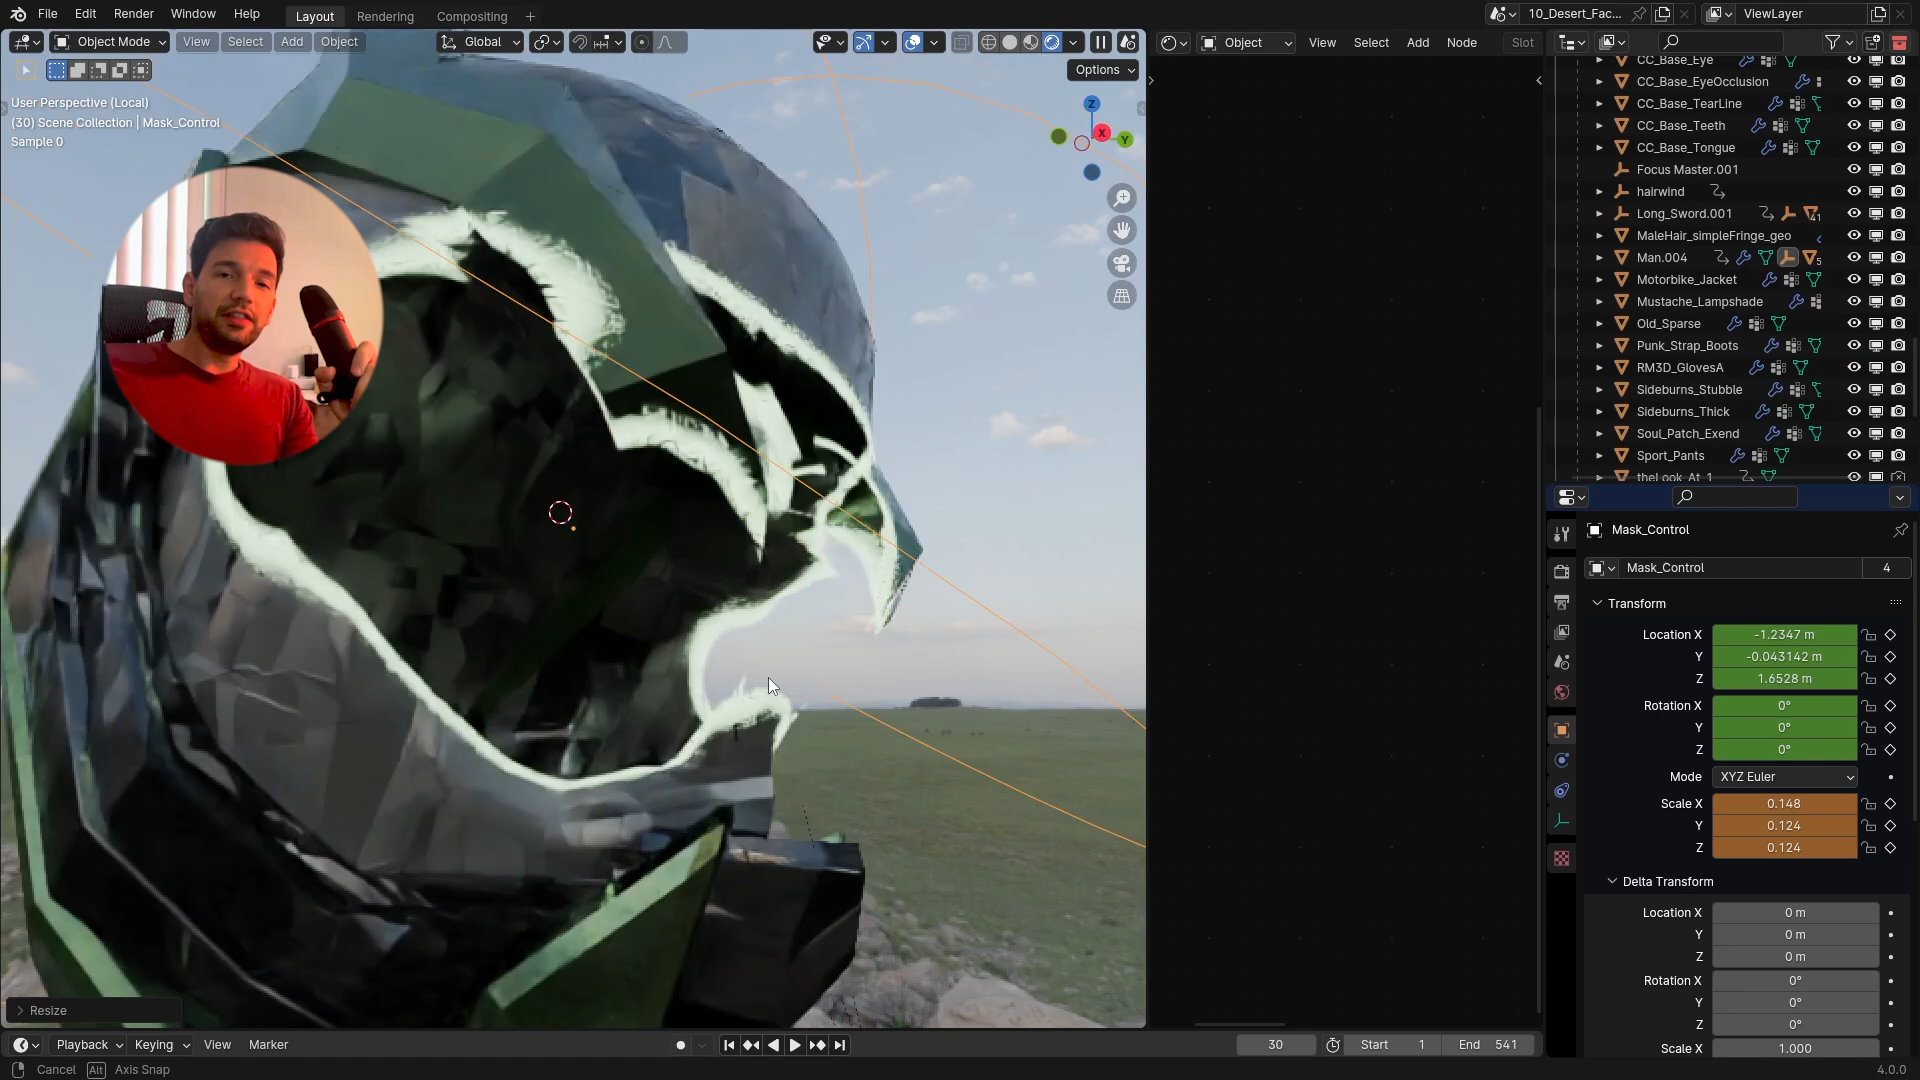 File Edit Render Window Help Layout Rendering Compositing +
10_Desert_Fac... ViewLayer
Object Mode View Select Add Object Global
Object View Select Add Node Slot
Options
User Perspective (Local)
(30) Scene Collection | Mask_Control
Sample 0
Z
X
Y
CC_Base_Eye
CC_Base_EyeOcclusion
CC_Base_TearLine
CC_Base_Teeth
CC_Base_Tongue
Focus Master.001
hairwind
Long_Sword.001 41
MaleHair_simpleFringe_geo
Man.004 5
Motorbike_Jacket
Mustache_Lampshade
Old_Sparse
Punk_Strap_Boots
RM3D_GlovesA
Sideburns_Stubble
Sideburns_Thick
Soul_Patch_Exend
Sport_Pants
theLook_At_1
Mask_Control
Mask_Control 4
Transform
Location X -1.2347 m
Y -0.043142 m
Z 1.6528 m
Rotation X 0°
Y 0°
Z 0°
Mode XYZ Euler
Scale X 0.148
Y 0.124
Z 0.124
Delta Transform
Location X 0 m
Y 0 m
Z 0 m
Rotation X 0°
Y 0°
Z 0°
Scale X 1.000
Resize
Playback Keying View Marker
30 Start 1 End 541
Cancel Alt Axis Snap
4.0.0